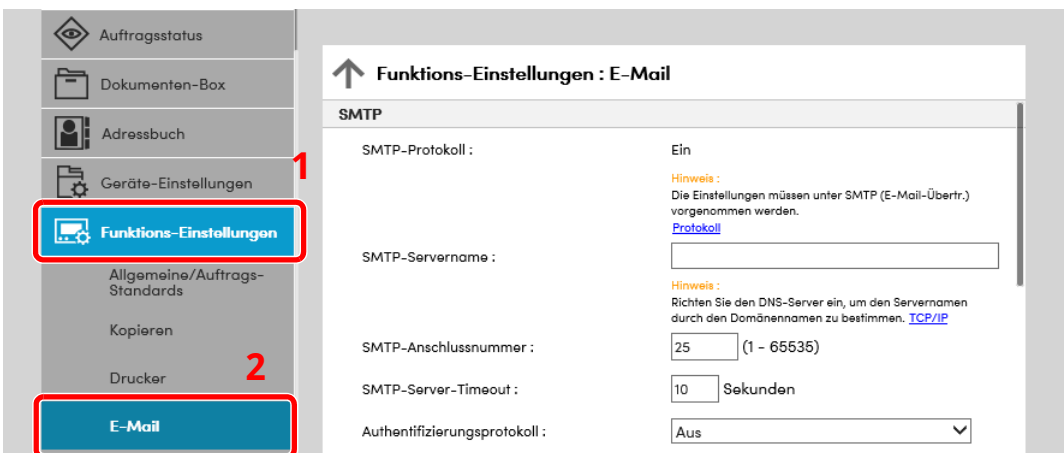 Auftragsstatus
Dokumenten-Box
Adressbuch
1
Geräte-Einstellungen
Funktions-Einstellungen
Allgemeine/Auftrags-
Standards
Kopieren
Drucker
2
E-Mail
Funktions-Einstellungen : E-Mail
SMTP
SMTP-Protokoll :
Ein
Hinweis :
Die Einstellungen müssen unter SMTP (E-Mail-Übertr.)
vorgenommen werden.
Protokoll
SMTP-Servername :
Hinweis :
Richten Sie den DNS-Server ein, um den Servernamen
durch den Domänennamen zu bestimmen. TCP/IP
SMTP-Anschlussnummer :
25 (1 - 65535)
SMTP-Server-Timeout :
10 Sekunden
Authentifizierungsprotokoll :
Aus